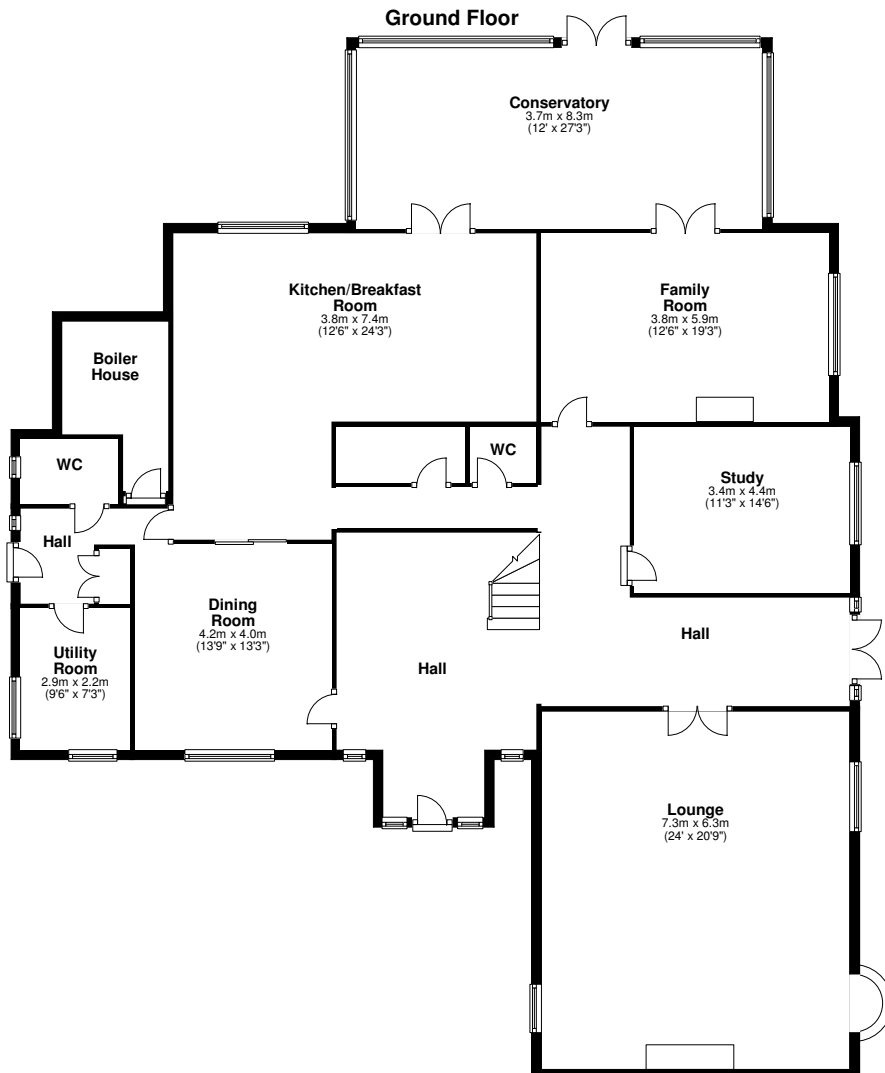 Ground Floor
Conservatory
3.7m x 8.3m
(12' x 27'3")
Kitchen/Breakfast
Room
3.8m x 7.4m
(12'6" x 24'3")
Family
Room
3.8m x 5.9m
(12'6" x 19'3")
Boiler
House
WC
WC
Study
3.4m x 4.4m
(11'3" x 14'6")
Hall
Dining
Room
4.2m x 4.0m
(13'9" x 13'3")
Utility
Room
2.9m x 2.2m
(9'6" x 7'3")
Hall
Hall
Lounge
7.3m x 6.3m
(24' x 20'9")